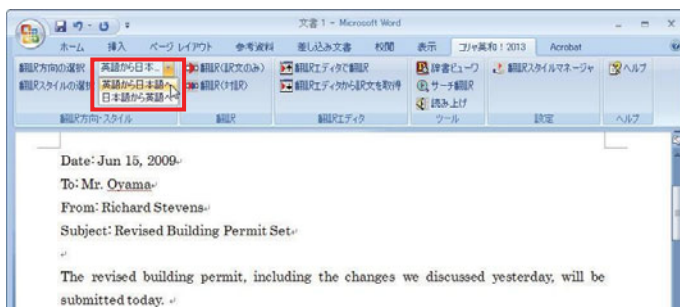 文書 1 - Microsoft Word
ホーム 挿入 ページ レイアウト 参考資料 差し込み文書 校閲 表示 コリャ英和！2013 Acrobat
翻訳方向の選択 英語から日本... 翻訳(訳文のみ) 翻訳エディタで翻訳 辞書ビューワ 翻訳スタイルマネージャ ヘルプ
翻訳スタイルの選択 英語から日本語へ 翻訳(対訳) 翻訳エディタから訳文を取得 サーチ翻訳
日本語から英語へ 読み上げ
翻訳方向・スタイル 翻訳 翻訳エディタ ツール 設定 ヘルプ
Date: Jun 15, 2009
To: Mr. Oyama
From: Richard Stevens
Subject: Revised Building Permit Set
The revised building permit, including the changes we discussed yesterday, will be
submitted today.